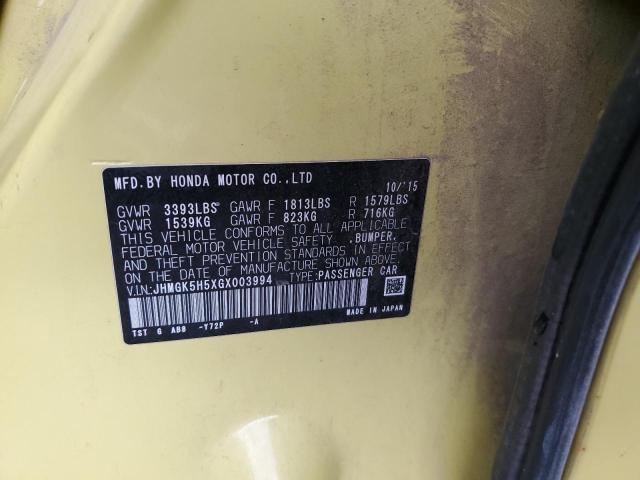 MFD.BY HONDA MOTOR CO.,LTD 10/'15
GVWR 3393LBS GAWR F 1813LBS R 1579LBS
GVWR 1539KG GAWR F 823KG R 716KG
THIS VEHICLE CONFORMS TO ALL APPLICABLE
FEDERAL MOTOR VEHICLE SAFETY ,BUMPER,
AND THEFT PREVENTION STANDARDS IN EFFECT
ON THE DATE OF MANUFACTURE SHOWN ABOVE.
V.I.N.:JHMGK5H5XGX003994 TYPE:PASSENGER CAR
TST G AB8 -Y72P -A MADE IN JAPAN